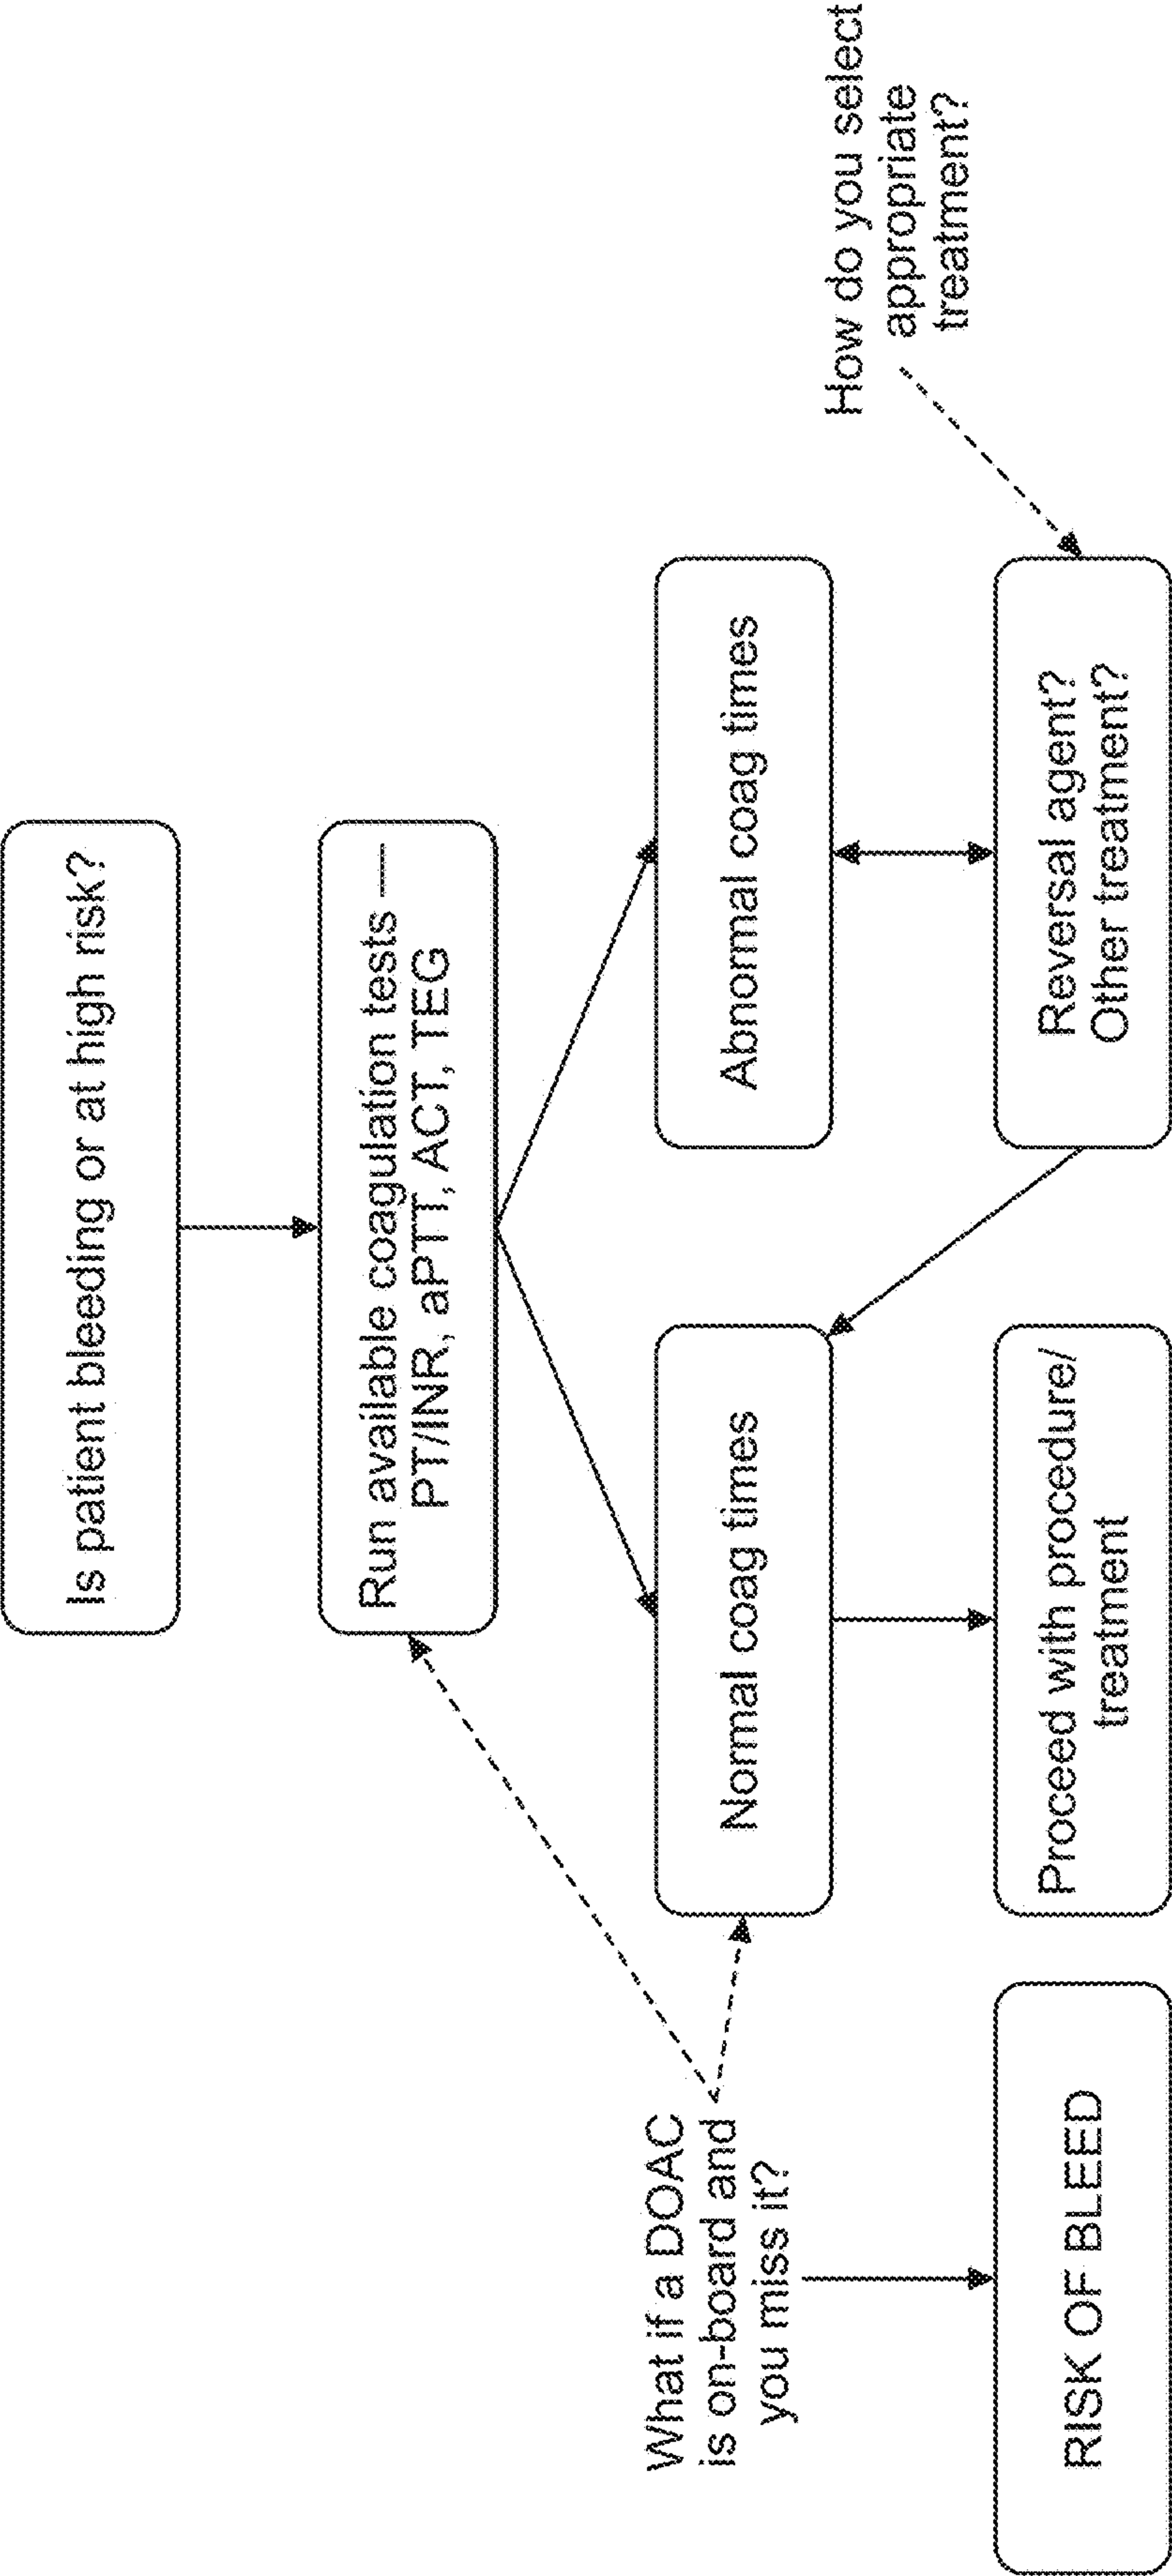 Is patient bleeding or at high risk?
Run available coagulation tests —
PT/INR, aPTT, ACT, TEG
What if a DOAC
is on-board and
you miss it?
Normal coag times
Abnormal coag times
How do you select
appropriate
treatment?
RISK OF BLEED
Proceed with procedure/
treatment
Reversal agent?
Other treatment?